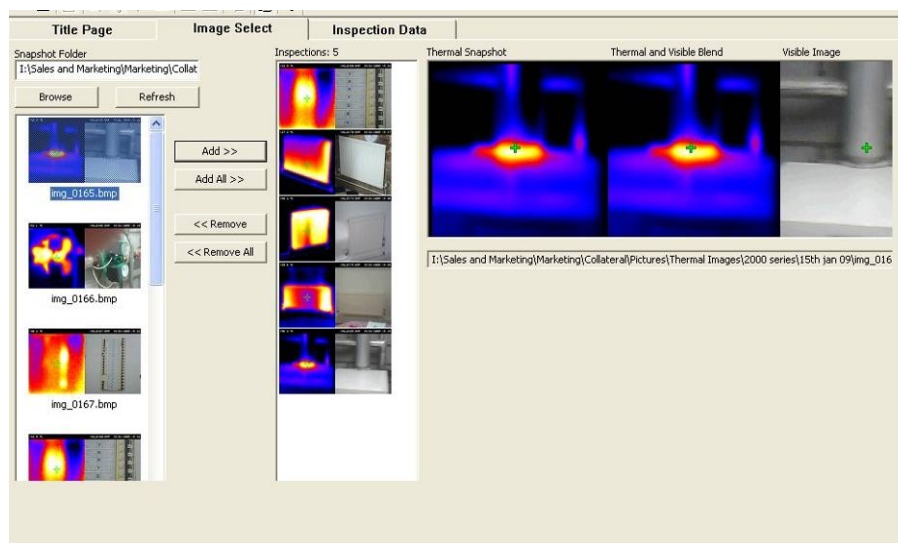 Title Page
Image Select
Inspection Data
Snapshot Folder
I:\Sales and Marketing\Marketing\Collat
Browse
Refresh
img_0165.bmp
img_0166.bmp
img_0167.bmp
Add >>
Add All >>
<< Remove
<< Remove All
Inspections: 5
Thermal Snapshot
Thermal and Visible Blend
Visible Image
I:\Sales and Marketing\Marketing\Collateral\Pictures\Thermal Images\2000 series\15th jan 09\img_016